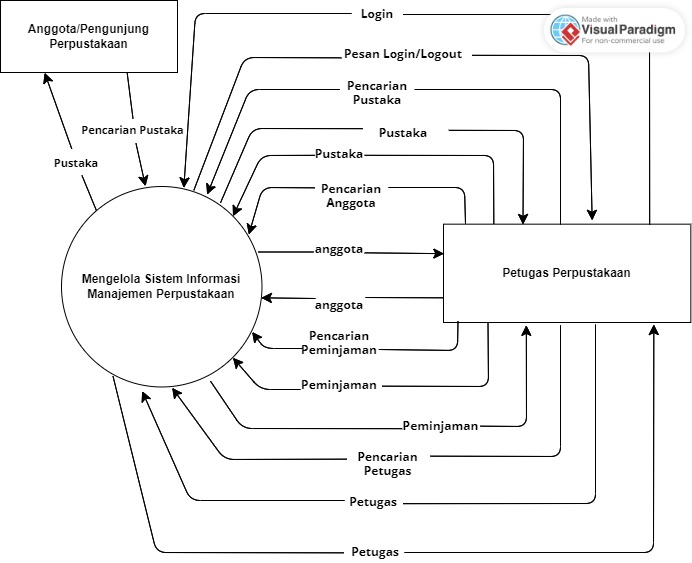 Login
Made with
VisualParadigm
For non-commercial use
Anggota/Pengunjung
Perpustakaan
Pesan Login/Logout
Pencarian
Pustaka
Pencarian Pustaka
Pustaka
Pustaka
Pustaka
Pencarian
Anggota
anggota
Mengelola Sistem Informasi
Manajemen Perpustakaan
Petugas Perpustakaan
anggota
Pencarian
Peminjaman
Peminjaman
Peminjaman
Pencarian
Petugas
Petugas
Petugas